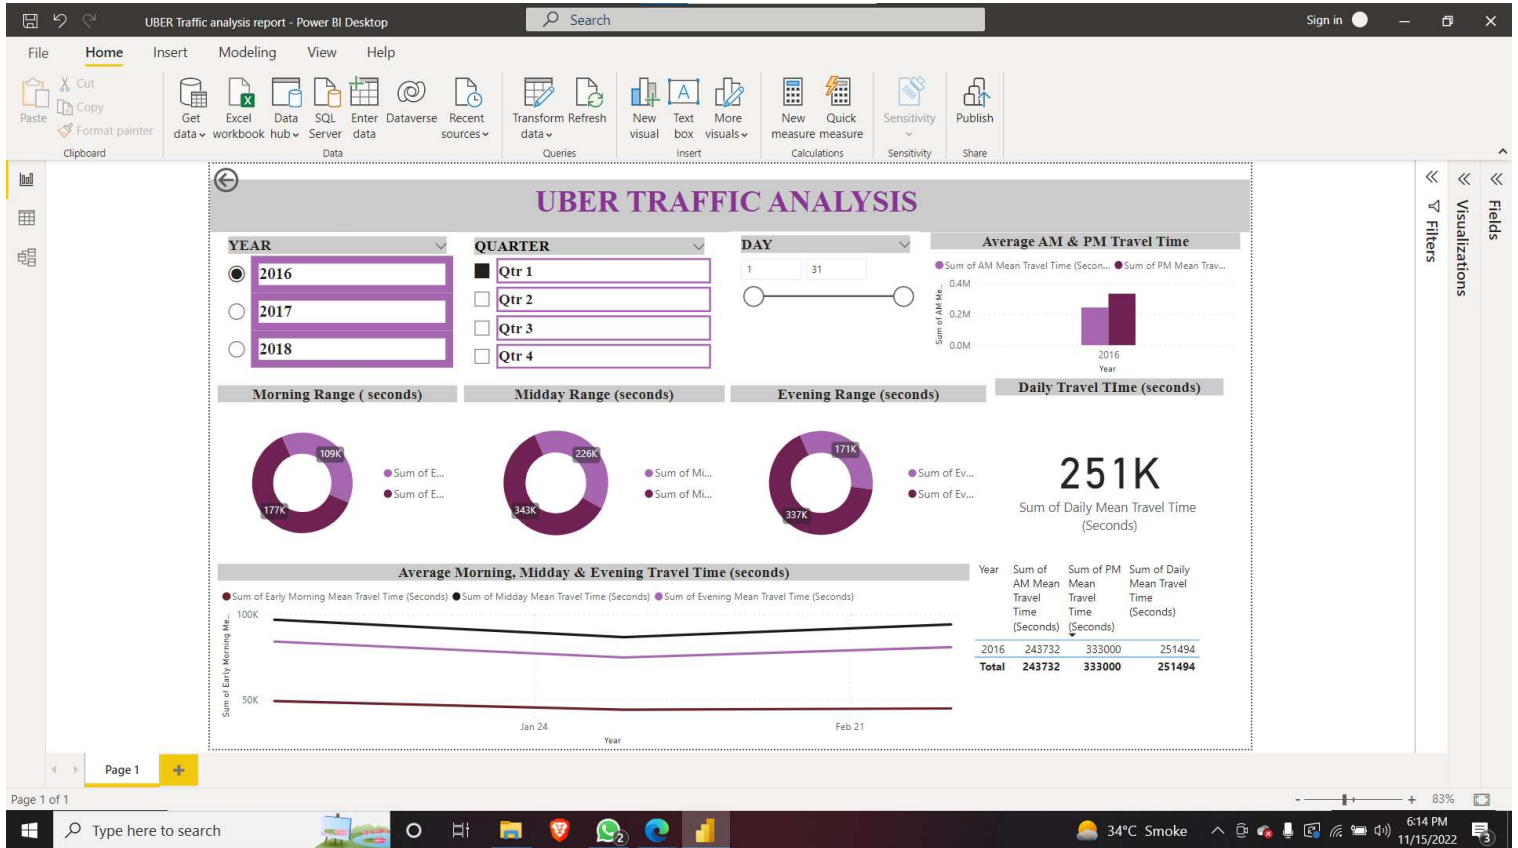 UBER Traffic analysis report - Power BI Desktop
Search
Sign in
File Home Insert Modeling View Help
Paste
Cut
Copy
Format painter
Clipboard
Get data
Excel workbook
Data hub
SQL Server
Enter data
Dataverse
Recent sources
Data
Transform data
Refresh
Queries
New visual
Text box
More visuals
Insert
New measure
Quick measure
Calculations
Sensitivity
Sensitivity
Publish
Share
UBER TRAFFIC ANALYSIS
YEAR
2016
2017
2018
QUARTER
Qtr 1
Qtr 2
Qtr 3
Qtr 4
DAY
1 31
Average AM & PM Travel Time
Sum of AM Mean Travel Time (Secon... Sum of PM Mean Trav...
Sum of AM Me...
0.4M
0.2M
0.0M
2016
Year
Morning Range ( seconds)
109K
177K
Sum of E...
Sum of E...
Midday Range (seconds)
226K
343K
Sum of Mi...
Sum of Mi...
Evening Range (seconds)
171K
337K
Sum of Ev...
Sum of Ev...
Daily Travel TIme (seconds)
251K
Sum of Daily Mean Travel Time
(Seconds)
Average Morning, Midday & Evening Travel Time (seconds)
Sum of Early Morning Mean Travel Time (Seconds) Sum of Midday Mean Travel Time (Seconds) Sum of Evening Mean Travel Time (Seconds)
Sum of Early Morning Me...
100K
50K
Jan 24 Feb 21
Year
Year Sum of AM Mean Travel Time (Seconds) Sum of PM Mean Travel Time (Seconds) Sum of Daily Mean Travel Time (Seconds)
2016 243732 333000 251494
Total 243732 333000 251494
Filters
Visualizations
Fields
Page 1
Page 1 of 1
- + 83%
Type here to search
2
34°C Smoke
6:14 PM
11/15/2022
3